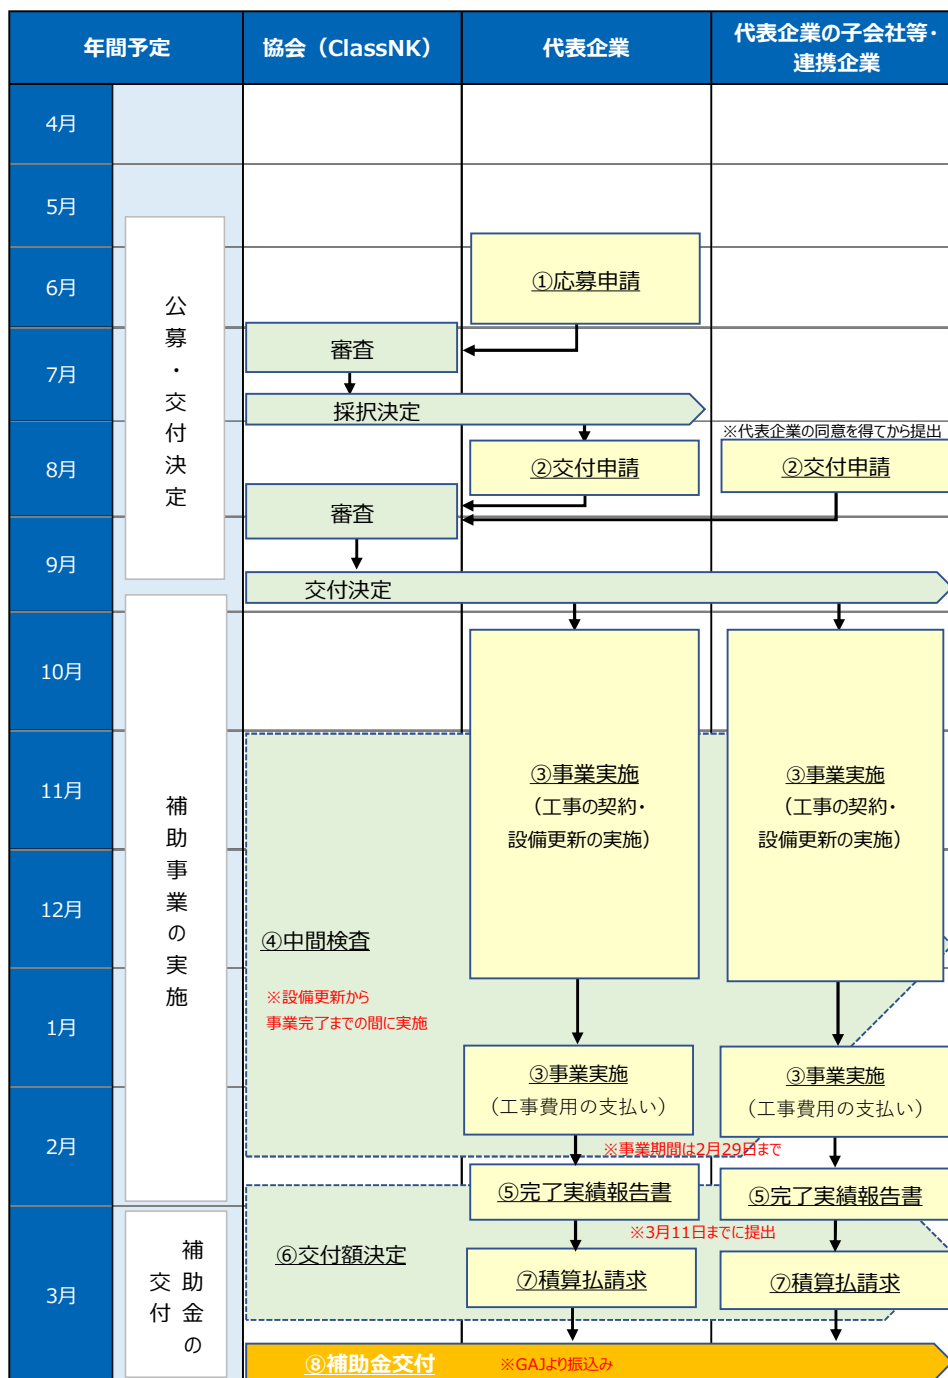 年間予定
協会（ClassNK）
代表企業
代表企業の子会社等・
連携企業
4月
5月
6月
7月
8月
9月
10月
11月
12月
1月
2月
3月
公募・交付決定
補助事業の実施
補助金の
交付
①応募申請
審査
採択決定
※代表企業の同意を得てから提出
②交付申請
②交付申請
審査
交付決定
③事業実施
（工事の契約・
設備更新の実施）
③事業実施
（工事の契約・
設備更新の実施）
④中間検査
※設備更新から
事業完了までの間に実施
③事業実施
（工事費用の支払い）
③事業実施
（工事費用の支払い）
※事業期間は2月29日まで
⑤完了実績報告書
⑤完了実績報告書
※3月11日までに提出
⑥交付額決定
⑦積算払請求
⑦積算払請求
⑧補助金交付
※GAJより振込み